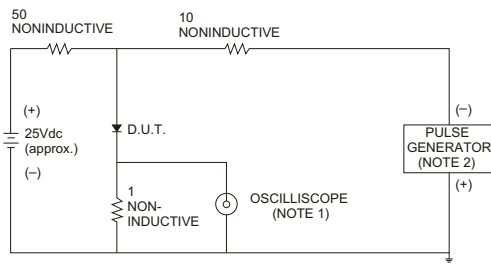 50
NONINDUCTIVE
10
NONINDUCTIVE
(+)
25Vdc
(approx.)
(–)
D.U.T.
1
NON-
INDUCTIVE
OSCILLISCOPE
(NOTE 1)
(–)
PULSE
GENERATOR
(NOTE 2)
(+)